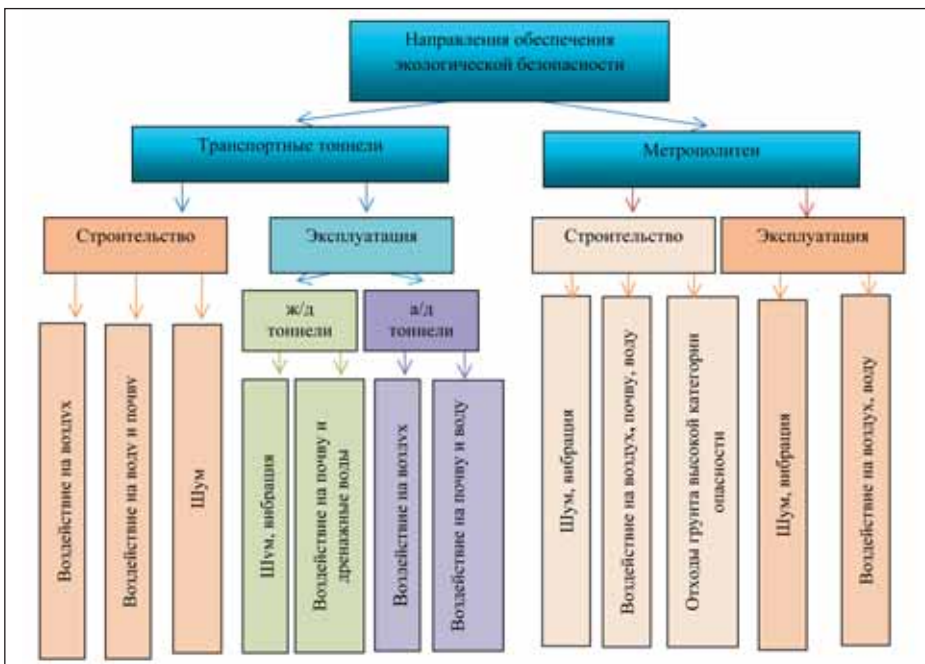 Направления обеспечения
экологической безопасности
Транспортные тоннели
Метрополитен
Строительство
Эксплуатация
Строительство
Эксплуатация
ж/д
тоннели
а/д
тоннели
Воздействие на воздух
Воздействие на воду и почву
Шум
Шум, вибрация
Воздействие на почву и
дренажные воды
Воздействие на воздух
Воздействие на почву и воду
Шум, вибрация
Воздействие на воздух, почву, воду
Отходы грунта высокой категории
опасности
Шум, вибрация
Воздействие на воздух, воду